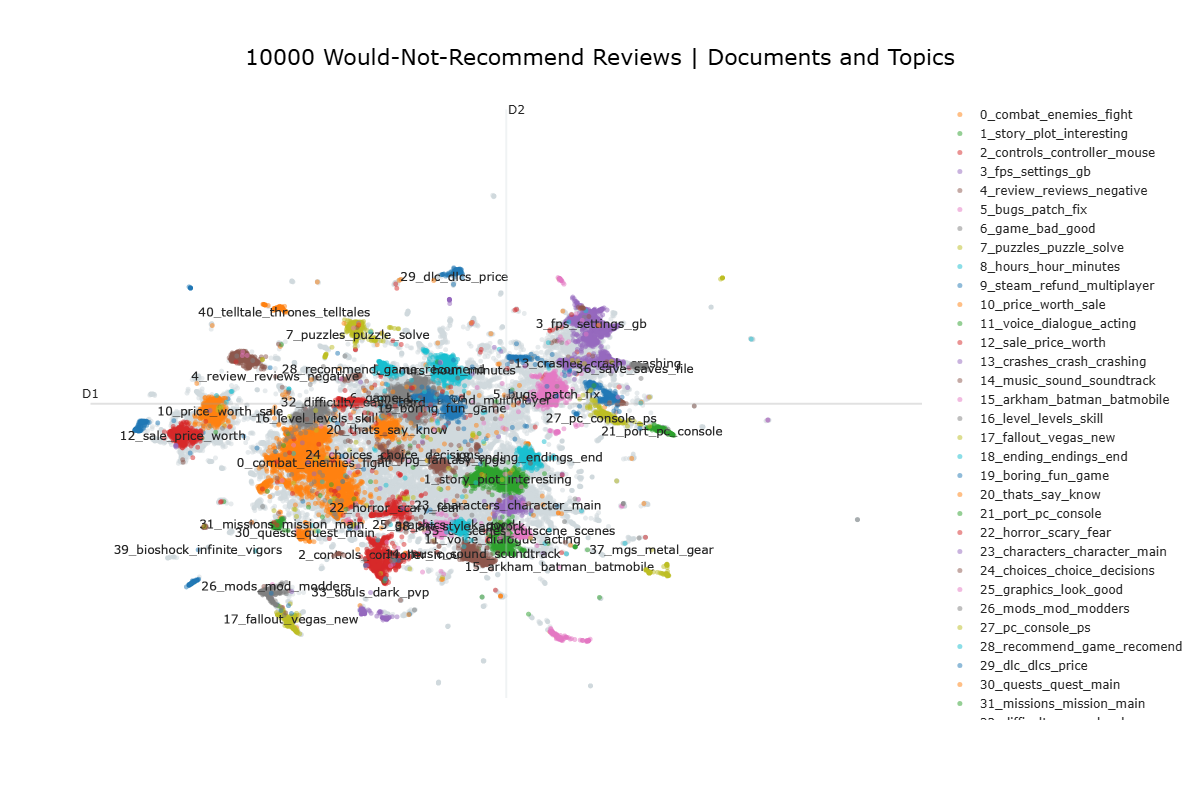 10000 Would-Not-Recommend Reviews | Documents and Topics
D2
D1
29_dlc_dlcs_price
40_telltale_thrones_telltales
7_puzzles_puzzle_solve
3_fps_settings_gb
13_crashes_crash_crashing
36_save_saves_file
28_recommend_game_recomend
4_review_reviews_negative
5_bugs_patch_fix
19_boring_fun_game
10_price_worth_sale
16_level_levels_skill
27_pc_console_ps
21_port_pc_console
12_sale_price_worth
20_thats_say_know
24_choices_choice_decisions
0_combat_enemies_fight
1_story_plot_interesting
22_horror_scary_fear
23_characters_character_main
31_missions_mission_main
30_quests_quest_main
11_voice_dialogue_acting
39_bioshock_infinite_vigors
37_mgs_metal_gear
15_arkham_batman_batmobile
26_mods_mod_modders
33_souls_dark_pvp
17_fallout_vegas_new
0_combat_enemies_fight
1_story_plot_interesting
2_controls_controller_mouse
3_fps_settings_gb
4_review_reviews_negative
5_bugs_patch_fix
6_game_bad_good
7_puzzles_puzzle_solve
8_hours_hour_minutes
9_steam_refund_multiplayer
10_price_worth_sale
11_voice_dialogue_acting
12_sale_price_worth
13_crashes_crash_crashing
14_music_sound_soundtrack
15_arkham_batman_batmobile
16_level_levels_skill
17_fallout_vegas_new
18_ending_endings_end
19_boring_fun_game
20_thats_say_know
21_port_pc_console
22_horror_scary_fear
23_characters_character_main
24_choices_choice_decisions
25_graphics_look_good
26_mods_mod_modders
27_pc_console_ps
28_recommend_game_recomend
29_dlc_dlcs_price
30_quests_quest_main
31_missions_mission_main